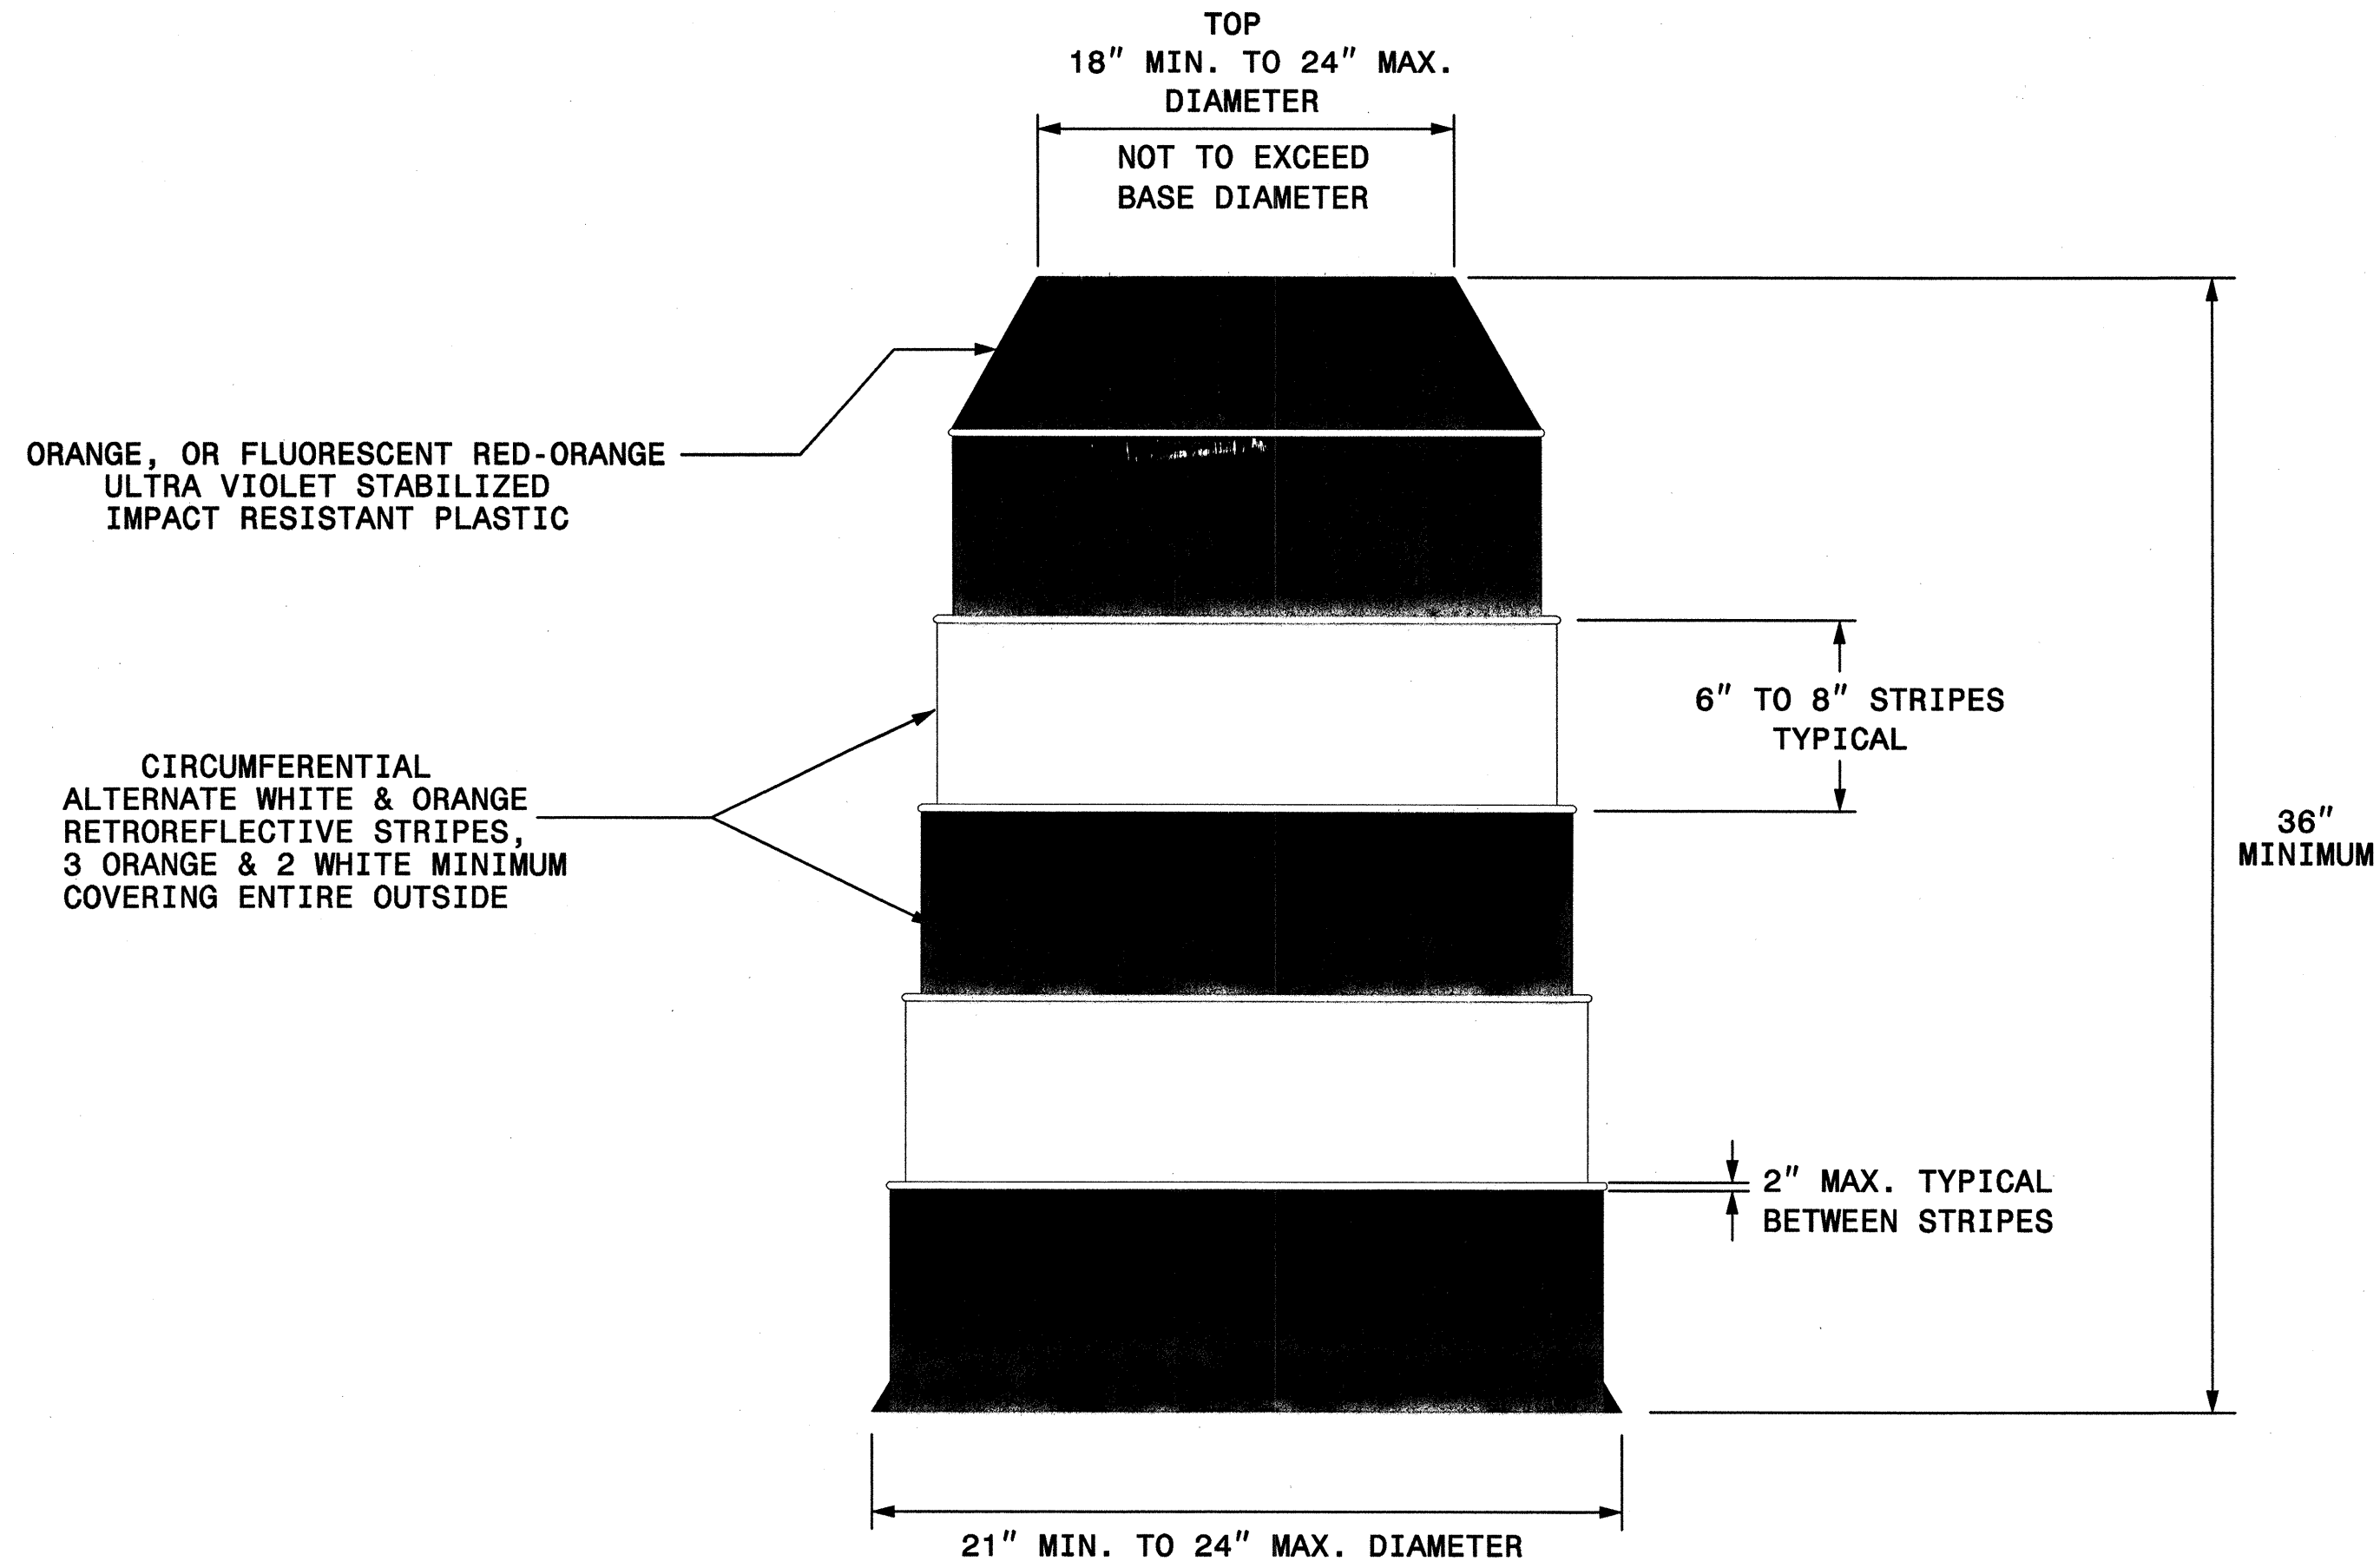 TOP
18" MIN. TO 24" MAX.
DIAMETER
NOT TO EXCEED
BASE DIAMETER
ORANGE, OR FLUORESCENT RED-ORANGE
ULTRA VIOLET STABILIZED
IMPACT RESISTANT PLASTIC
6" TO 8" STRIPES
TYPICAL
CIRCUMFERENTIAL
ALTERNATE WHITE & ORANGE
RETROREFLECTIVE STRIPES,
3 ORANGE & 2 WHITE MINIMUM
COVERING ENTIRE OUTSIDE
36"
MINIMUM
2" MAX. TYPICAL
BETWEEN STRIPES
21" MIN. TO 24" MAX. DIAMETER